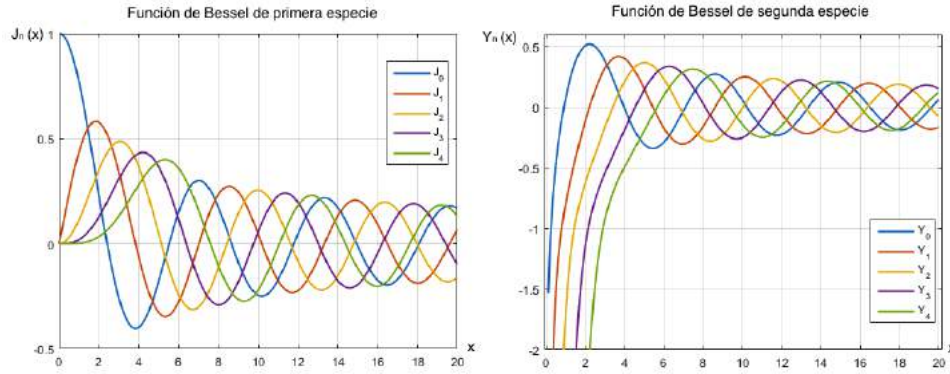 Función de Bessel de primera especie
Jₙ (x)
1
0.5
0
-0.5
0 2 4 6 8 10 12 14 16 18 20
x
J₀
J₁
J₂
J₃
J₄
Función de Bessel de segunda especie
Yₙ (x)
0.5
0
-0.5
-1
-1.5
-2
0 2 4 6 8 10 12 14 16 18 20
Y₀
Y₁
Y₂
Y₃
Y₄